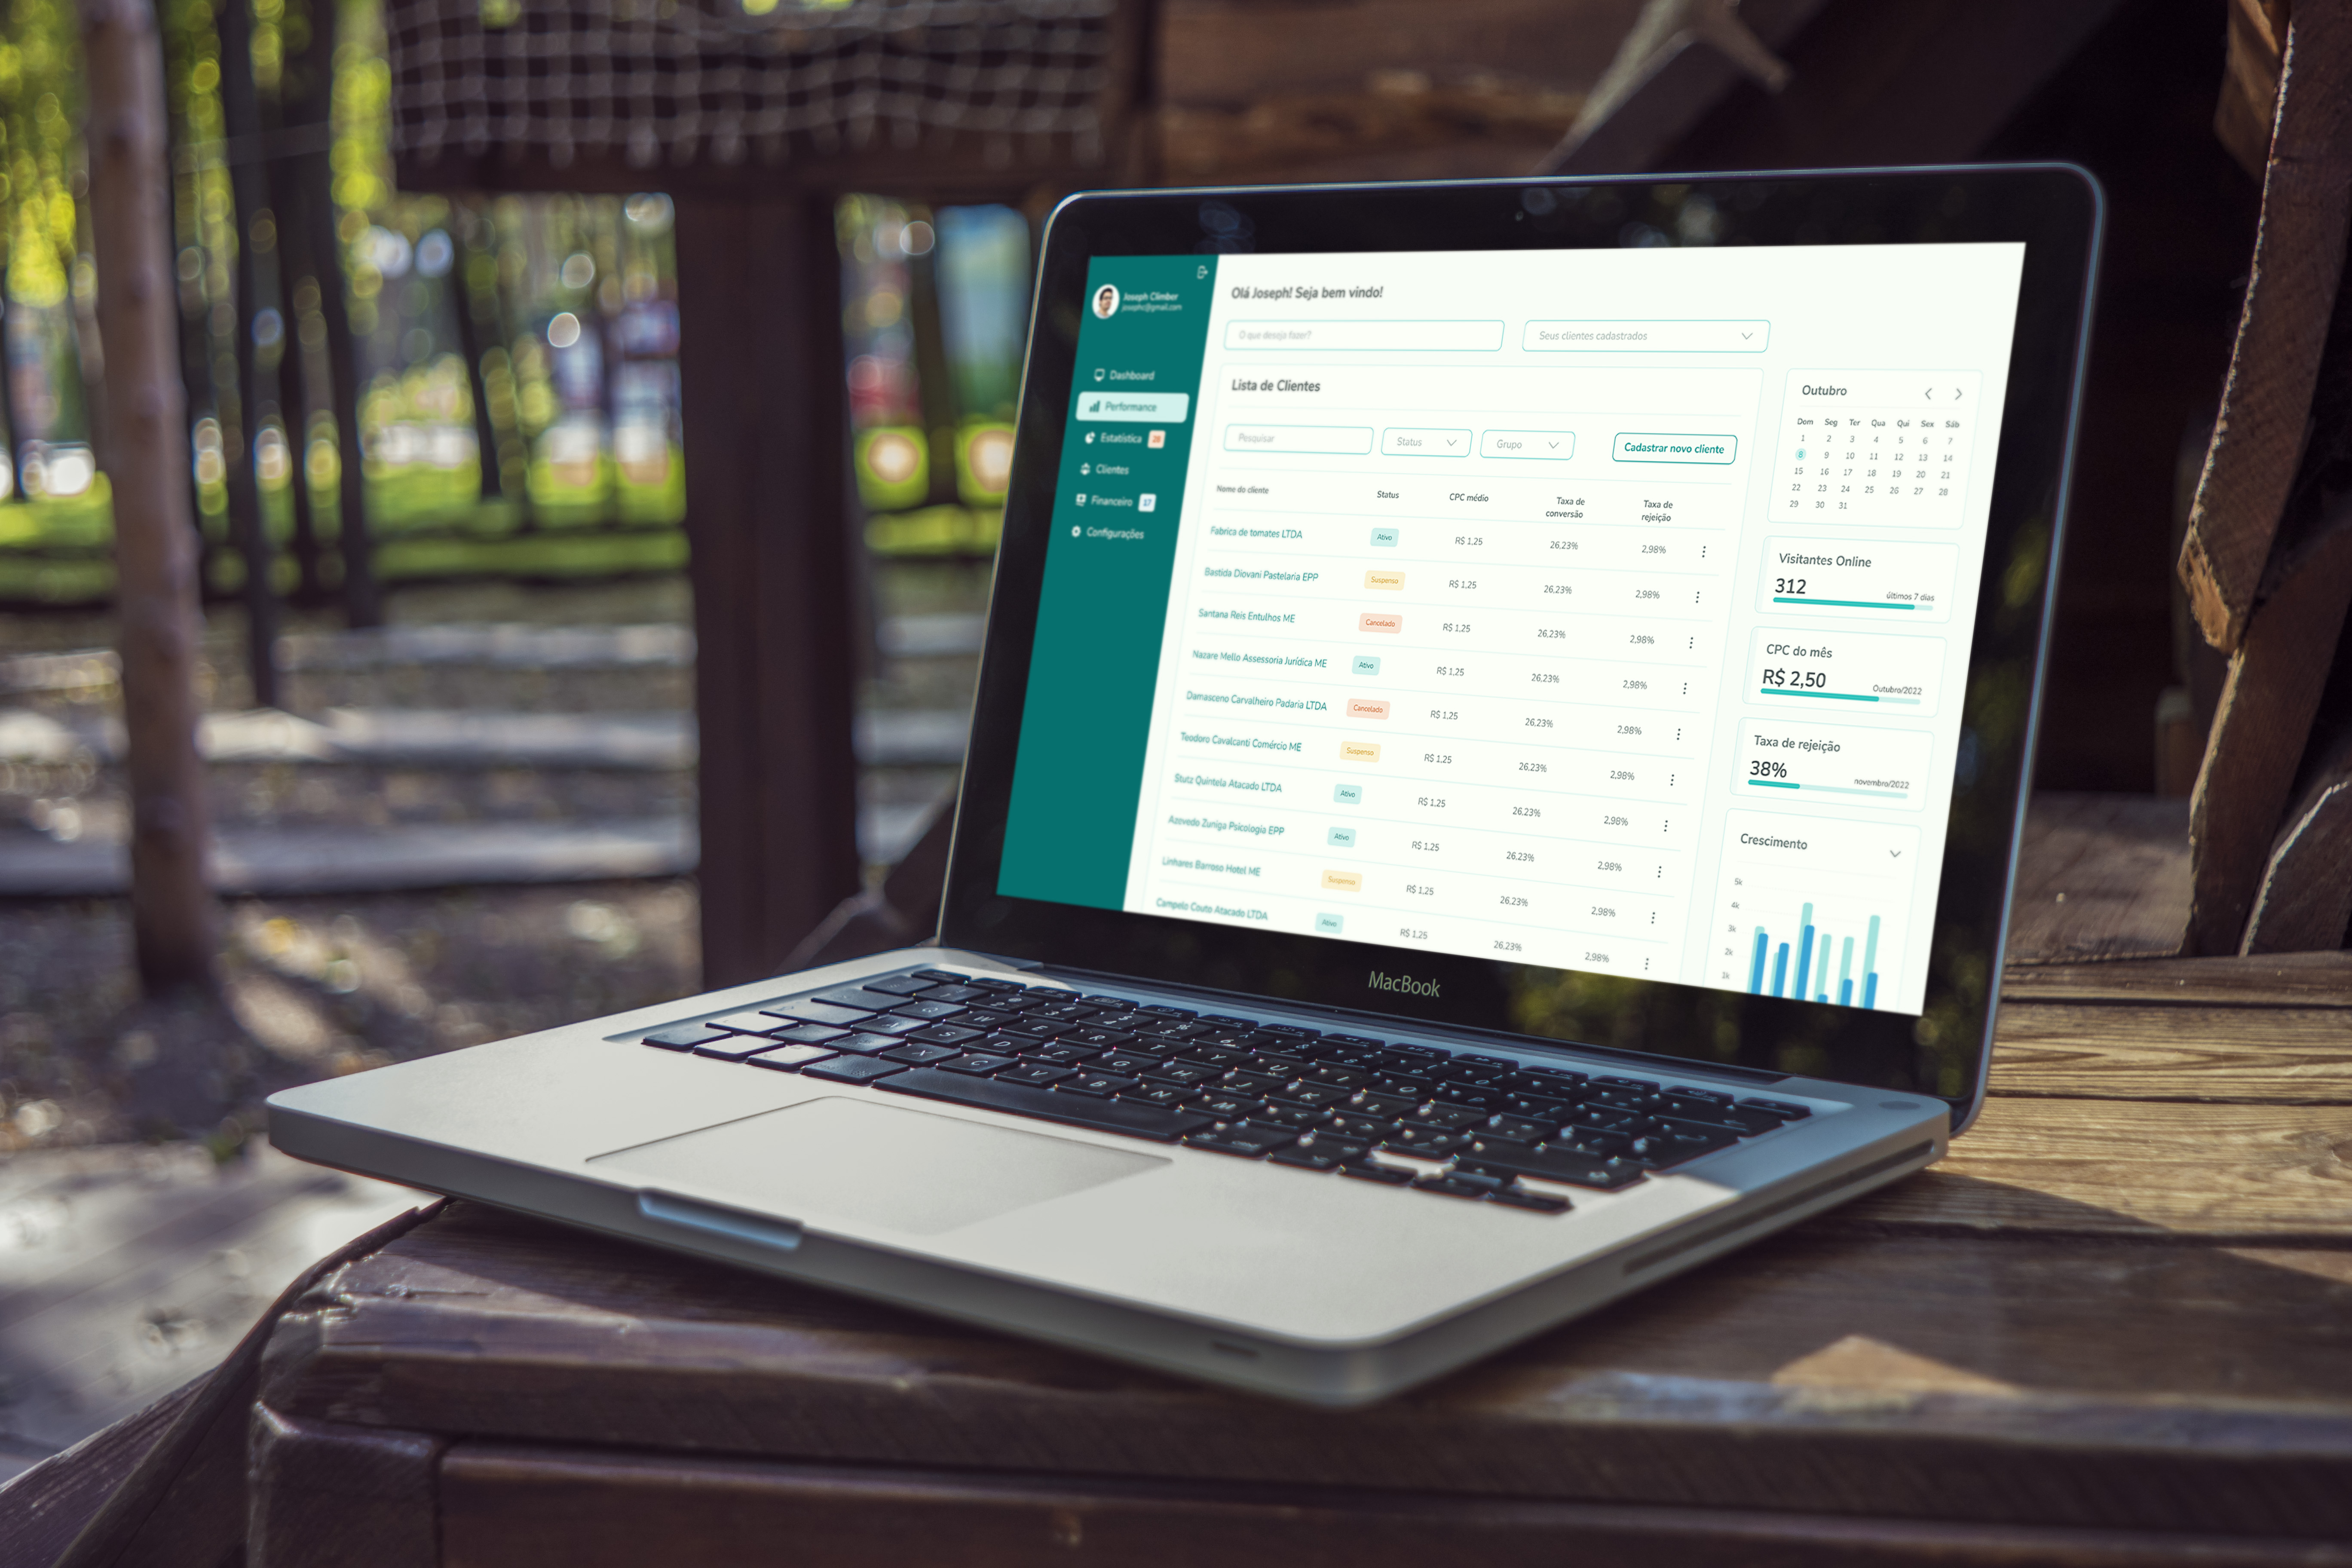 Joseph Climber
josephc@gmail.com
Dashboard
Performance
Estatística 28
Clientes
Financeiro 17
Configurações
Olá Joseph! Seja bem vindo!
O que deseja fazer?
Seus clientes cadastrados
Lista de Clientes
Pesquisar
Status
Grupo
Cadastrar novo cliente
Nome do cliente Status CPC médio Taxa de conversão Taxa de rejeição
Fabrica de tomates LTDA Ativo R$ 1,25 26,23% 2,98%
Bastida Diovani Pastelaria EPP Suspenso R$ 1,25 26,23% 2,98%
Santana Reis Entulhos ME Cancelado R$ 1,25 26,23% 2,98%
Nazare Mello Assessoria Jurídica ME Ativo R$ 1,25 26,23% 2,98%
Damasceno Carvalheiro Padaria LTDA Cancelado R$ 1,25 26,23% 2,98%
Teodoro Cavalcanti Comércio ME Suspenso R$ 1,25 26,23% 2,98%
Stutz Quintela Atacado LTDA Ativo R$ 1,25 26,23% 2,98%
Azevedo Zuniga Psicologia EPP Ativo R$ 1,25 26,23% 2,98%
Linhares Barroso Hotel ME Suspenso R$ 1,25 26,23% 2,98%
Campelo Couto Atacado LTDA Ativo R$ 1,25 26,23% 2,98%
Outubro
Dom Seg Ter Qua Qui Sex Sáb
1 2 3 4 5 6 7
8 9 10 11 12 13 14
15 16 17 18 19 20 21
22 23 24 25 26 27 28
29 30 31
Visitantes Online
312 últimos 7 dias
CPC do mês
R$ 2,50 Outubro/2022
Taxa de rejeição
38% novembro/2022
Crescimento
5k
4k
3k
2k
1k
MacBook